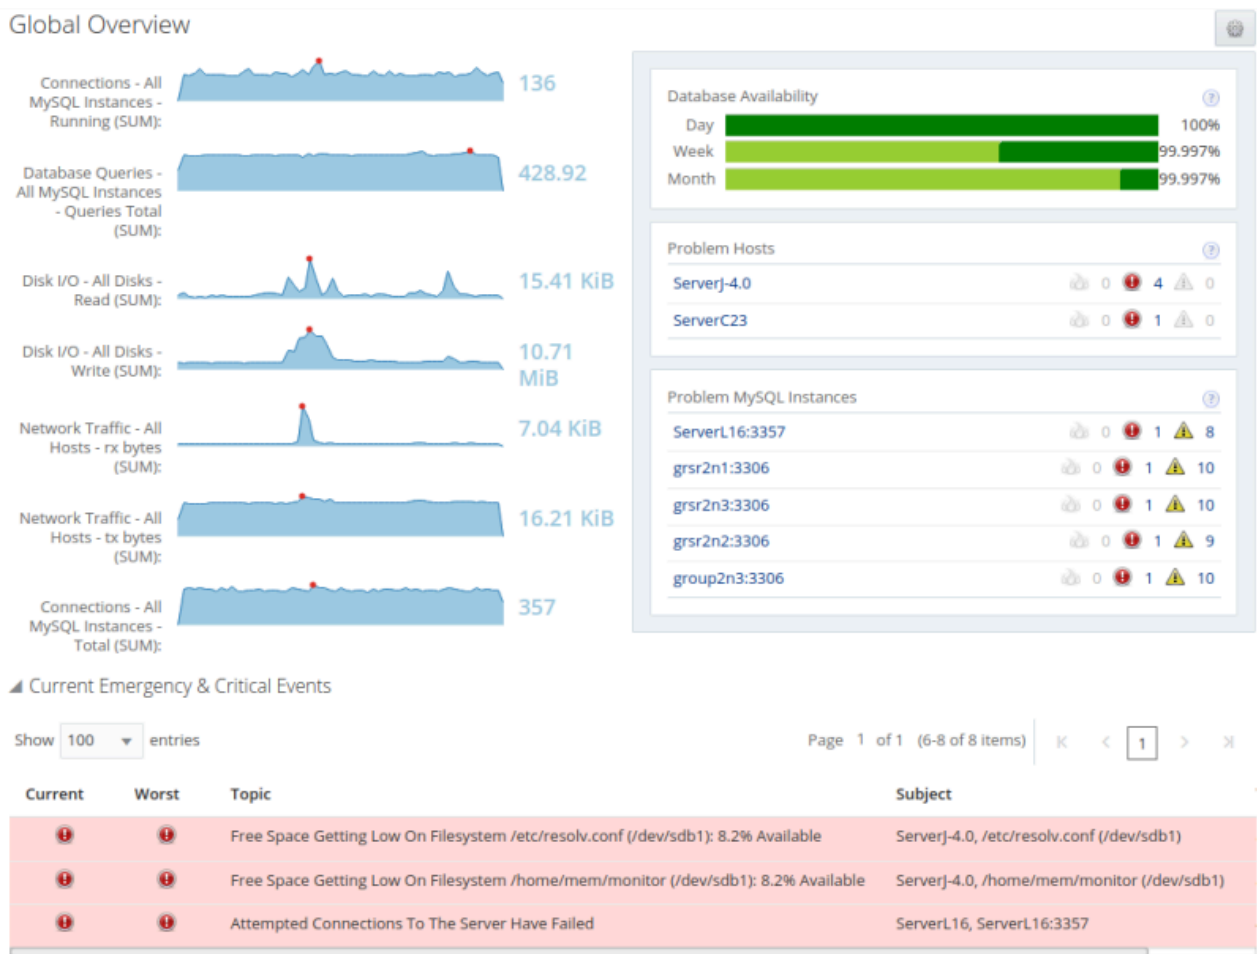 Global Overview
Connections - All
MySQL Instances -
Running (SUM):
136
Database Queries -
All MySQL Instances
- Queries Total
(SUM):
428.92
Disk I/O - All Disks -
Read (SUM):
15.41 KiB
Disk I/O - All Disks -
Write (SUM):
10.71
MiB
Network Traffic - All
Hosts - rx bytes
(SUM):
7.04 KiB
Network Traffic - All
Hosts - tx bytes
(SUM):
16.21 KiB
Connections - All
MySQL Instances -
Total (SUM):
357
Database Availability ?
Day 100%
Week 99.997%
Month 99.997%
Problem Hosts ?
ServerJ-4.0 0 4 0
ServerC23 0 1 0
Problem MySQL Instances ?
ServerL16:3357 0 1 8
grsr2n1:3306 0 1 10
grsr2n3:3306 0 1 10
grsr2n2:3306 0 1 9
group2n3:3306 0 1 10
Current Emergency & Critical Events
Show 100 entries Page 1 of 1 (6-8 of 8 items) 1
Current Worst Topic Subject
Free Space Getting Low On Filesystem /etc/resolv.conf (/dev/sdb1): 8.2% Available ServerJ-4.0, /etc/resolv.conf (/dev/sdb1)
Free Space Getting Low On Filesystem /home/mem/monitor (/dev/sdb1): 8.2% Available ServerJ-4.0, /home/mem/monitor (/dev/sdb1)
Attempted Connections To The Server Have Failed ServerL16, ServerL16:3357